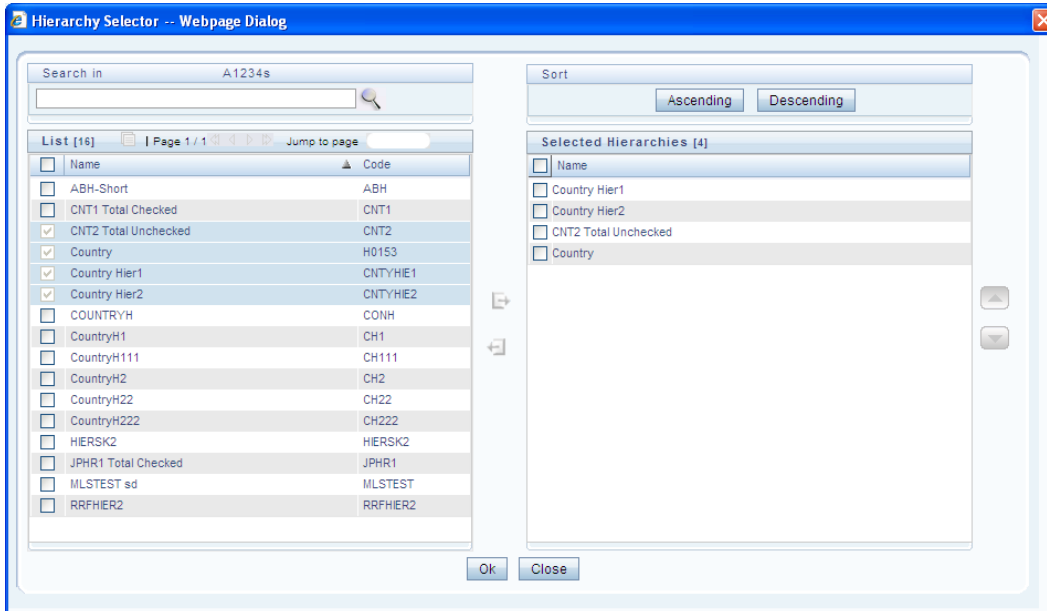 Hierarchy Selector -- Webpage Dialog
Search in A1234s
Sort
Ascending Descending
List [16] | Page 1 / 1 Jump to page
Selected Hierarchies [4]
Name Code
Name
ABH-Short ABH
Country Hier1
CNT1 Total Checked CNT1
Country Hier2
CNT2 Total Unchecked CNT2
CNT2 Total Unchecked
Country H0153
Country
Country Hier1 CNTYHIE1
Country Hier2 CNTYHIE2
COUNTRYH CONH
CountryH1 CH1
CountryH111 CH111
CountryH2 CH2
CountryH22 CH22
CountryH222 CH222
HIERSK2 HIERSK2
JPHR1 Total Checked JPHR1
MLSTEST sd MLSTEST
RRFHIER2 RRFHIER2
Ok Close